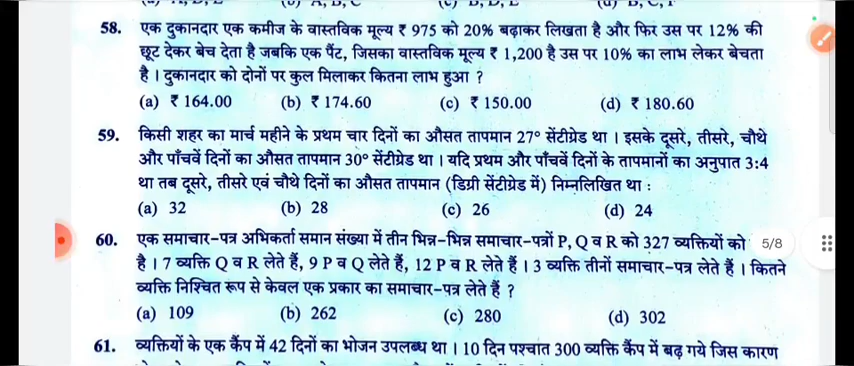 58. एक दुकानदार एक कमीज के वास्तविक मूल्य ₹ 975 को 20% बढ़ाकर लिखता है और फिर उस पर 12% की
छूट देकर बेच देता है जबकि एक पैंट, जिसका वास्तविक मूल्य ₹ 1,200 है उस पर 10% का लाभ लेकर बेचता
है । दुकानदार को दोनों पर कुल मिलाकर कितना लाभ हुआ ?
(a) ₹ 164.00 (b) ₹ 174.60 (c) ₹ 150.00 (d) ₹ 180.60
59. किसी शहर का मार्च महीने के प्रथम चार दिनों का औसत तापमान 27° सेंटीग्रेड था । इसके दूसरे, तीसरे, चौथे
और पाँचवें दिनों का औसत तापमान 30° सेंटीग्रेड था । यदि प्रथम और पाँचवें दिनों के तापमानों का अनुपात 3:4
था तब दूसरे, तीसरे एवं चौथे दिनों का औसत तापमान (डिग्री सेंटीग्रेड में) निम्नलिखित था :
(a) 32 (b) 28 (c) 26 (d) 24
60. एक समाचार-पत्र अभिकर्ता समान संख्या में तीन भिन्न-भिन्न समाचार-पत्रों P, Q व R को 327 व्यक्तियों को 5/8
है । 7 व्यक्ति Q व R लेते हैं, 9 P व Q लेते हैं, 12 P व R लेते हैं । 3 व्यक्ति तीनों समाचार-पत्र लेते हैं । कितने
व्यक्ति निश्चित रूप से केवल एक प्रकार का समाचार-पत्र लेते हैं ?
(a) 109 (b) 262 (c) 280 (d) 302
61. व्यक्तियों के एक कैंप में 42 दिनों का भोजन उपलब्ध था । 10 दिन पश्चात 300 व्यक्ति कैंप में बढ़ गये जिस कारण